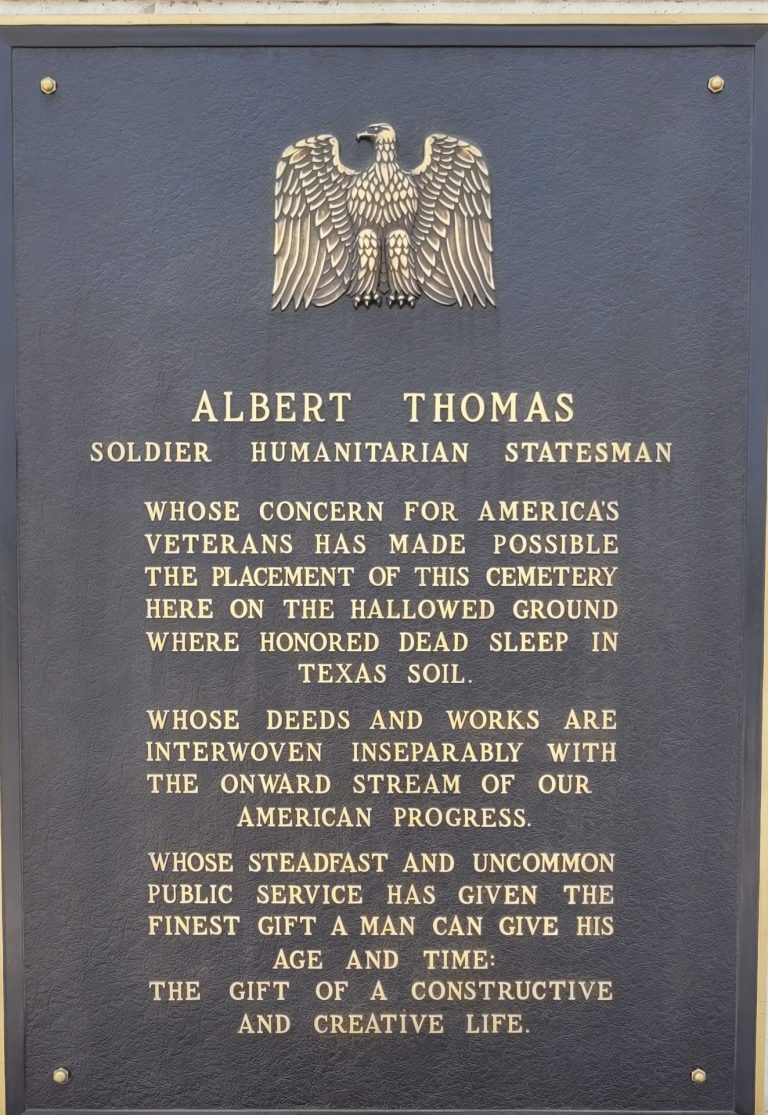 ALBERT THOMAS
SOLDIER HUMANITARIAN STATESMAN
WHOSE CONCERN FOR AMERICA'S
VETERANS HAS MADE POSSIBLE
THE PLACEMENT OF THIS CEMETERY
HERE ON THE HALLOWED GROUND
WHERE HONORED DEAD SLEEP IN
TEXAS SOIL.
WHOSE DEEDS AND WORKS ARE
INTERWOVEN INSEPARABLY WITH
THE ONWARD STREAM OF OUR
AMERICAN PROGRESS.
WHOSE STEADFAST AND UNCOMMON
PUBLIC SERVICE HAS GIVEN THE
FINEST GIFT A MAN CAN GIVE HIS
AGE AND TIME:
THE GIFT OF A CONSTRUCTIVE
AND CREATIVE LIFE.